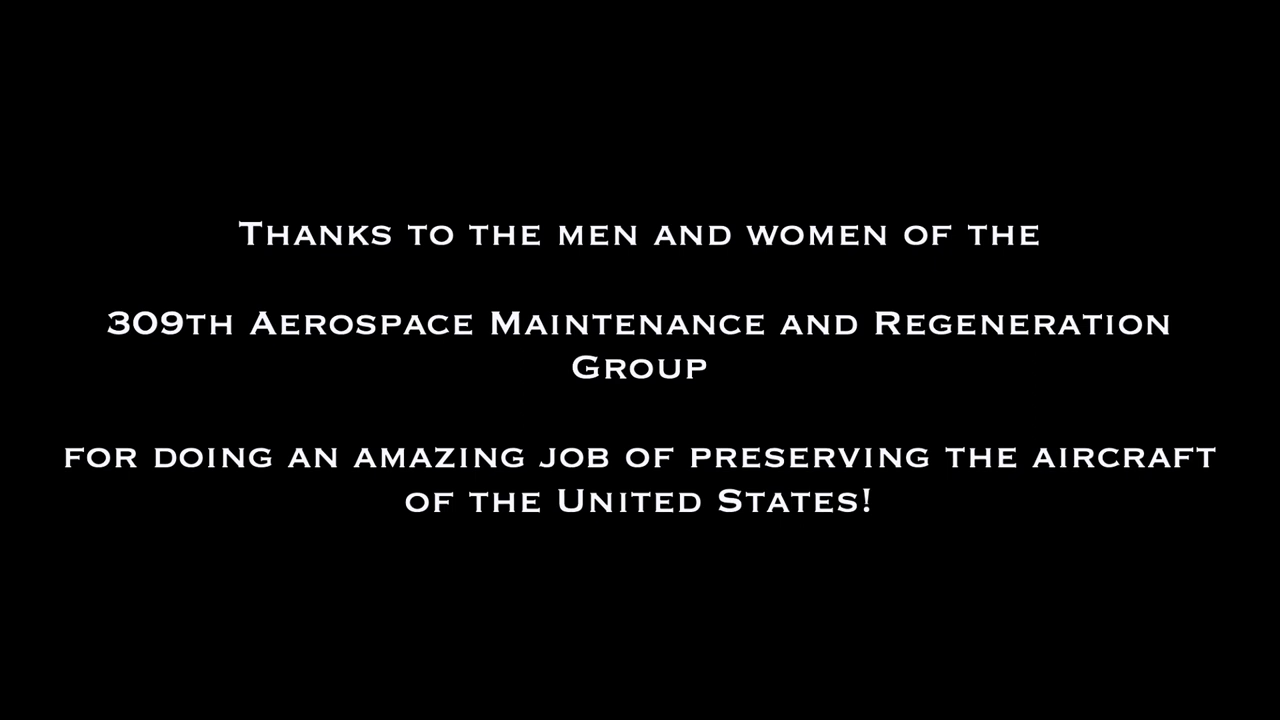 Thanks to the men and women of the
309th Aerospace Maintenance and Regeneration
Group
for doing an amazing job of preserving the aircraft
of the United States!